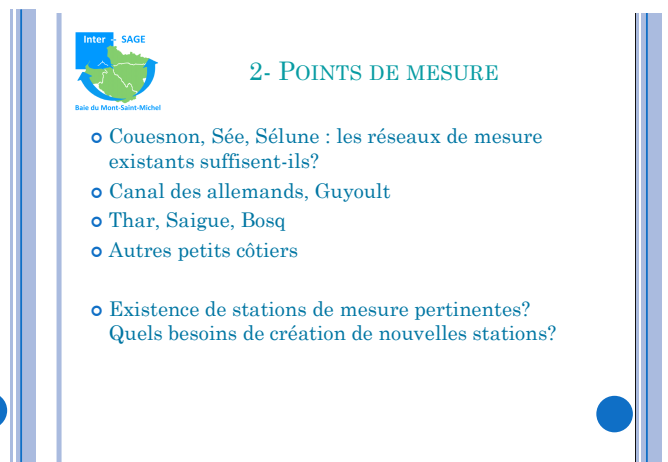 Inter - SAGE
Baie du Mont-Saint-Michel
2- POINTS DE MESURE
Couesnon, Sée, Sélune : les réseaux de mesure
existants suffisent-ils?
Canal des allemands, Guyoult
Thar, Saigue, Bosq
Autres petits côtiers
Existence de stations de mesure pertinentes?
Quels besoins de création de nouvelles stations?